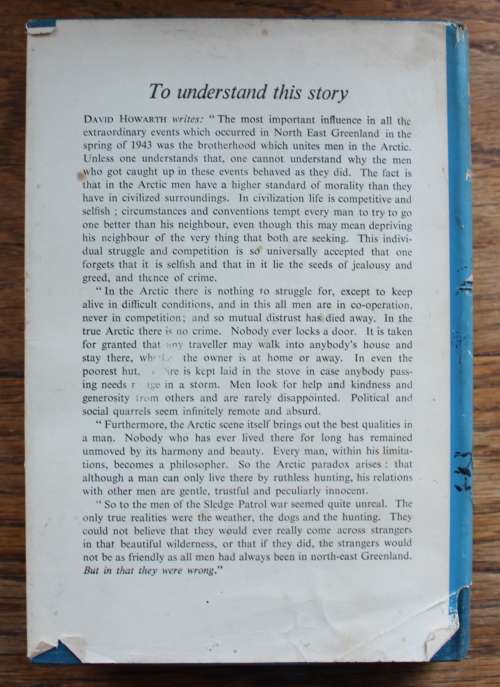 To understand this story
DAVID HOWARTH writes: “ The most important influence in all the
extraordinary events which occurred in North East Greenland in the
spring of 1943 was the brotherhood which unites men in the Arctic.
Unless one understands that, one cannot understand why the men
who got caught up in these events behaved as they did. The fact is
that in the Arctic men have a higher standard of morality than they
have in civilized surroundings. In civilization life is competitive and
selfish ; circumstances and conventions tempt every man to try to go
one better than his neighbour, even though this may mean depriving
his neighbour of the very thing that both are seeking. This indivi-
dual struggle and competition is so universally accepted that one
forgets that it is selfish and that in it lie the seeds of jealousy and
greed, and thence of crime.
“ In the Arctic there is nothing to struggle for, except to keep
alive in difficult conditions, and in this all men are in co-operation,
never in competition ; and so mutual distrust has died away. In the
true Arctic there is no crime. Nobody ever locks a door. It is taken
for granted that any traveller may walk into anybody's house and
stay there, the owner is at home or away. In even the
poorest hut. is kept laid in the stove in case anybody pass-
ing needs in a storm. Men look for help and kindness and
generosity from others and are rarely disappointed. Political and
social quarrels seem infinitely remote and absurd.
“ Furthermore, the Arctic scene itself brings out the best qualities in
a man. Nobody who has ever lived there for long has remained
unmoved by its harmony and beauty. Every man, within his limita-
tions, becomes a philosopher. So the Arctic paradox arises : that
although a man can only live there by ruthless hunting, his relations
with other men are gentle, trustful and peculiarly innocent.
“ So to the men of the Sledge Patrol war seemed quite unreal. The
only true realities were the weather, the dogs and the hunting. They
could not believe that they would ever really come across strangers
in that beautiful wilderness, or that if they did, the strangers would
not be as friendly as all men had always been in north-east Greenland.
But in that they were wrong.”